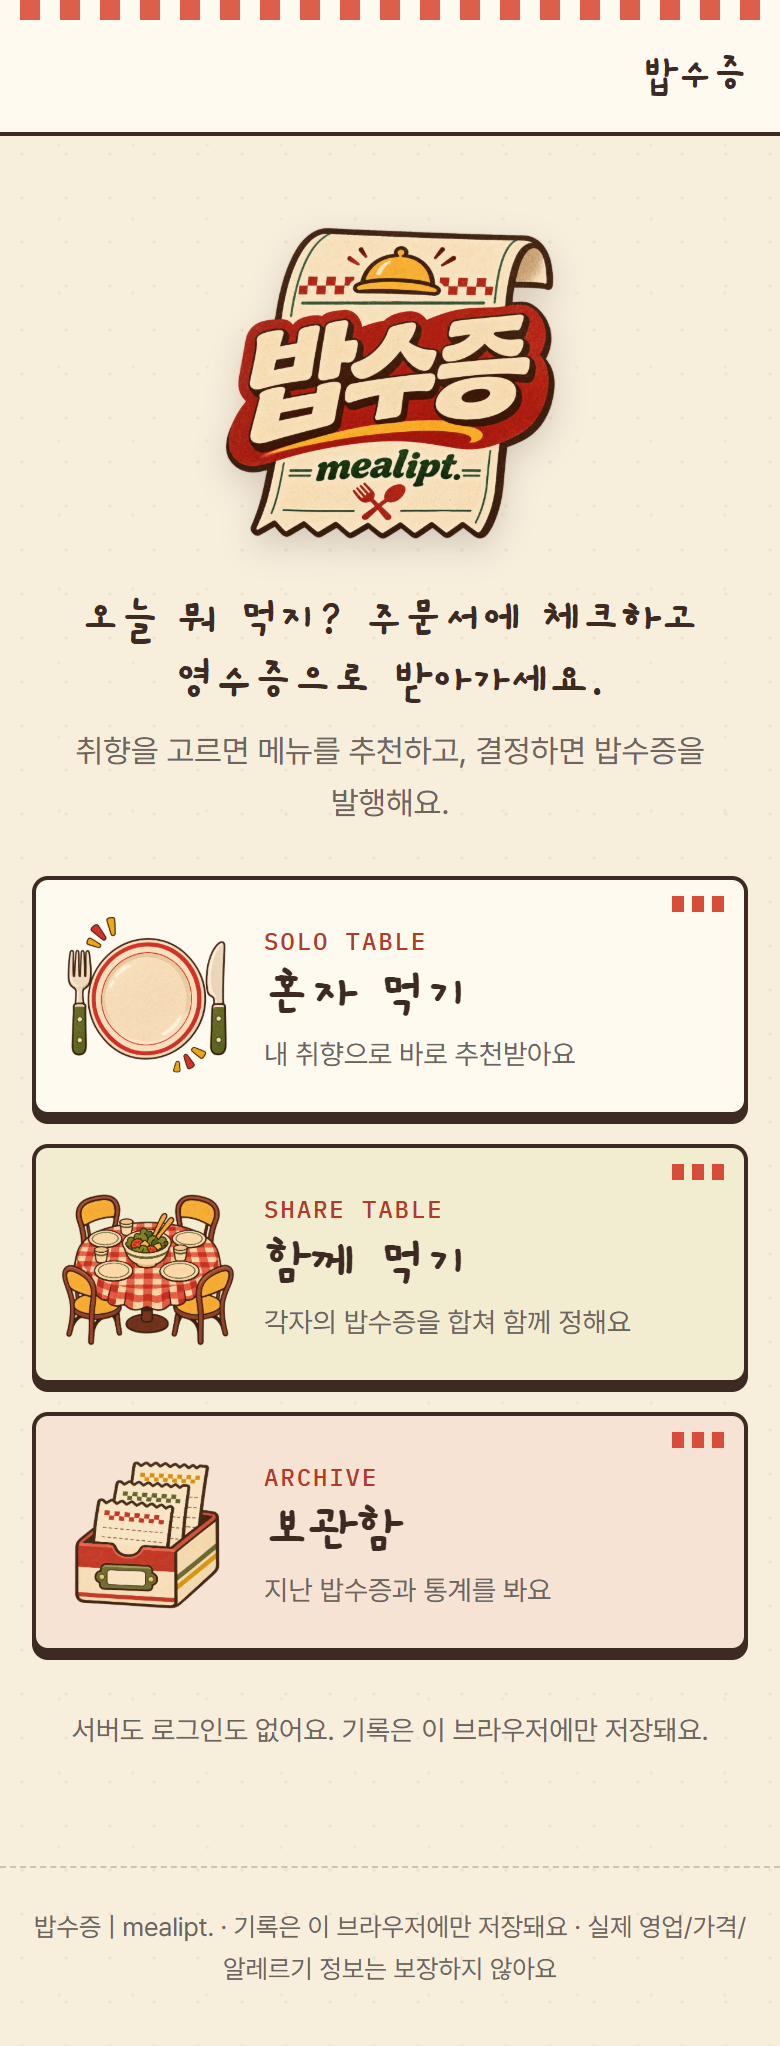 밥수증
밥수증
mealipt.
오늘 뭐 먹지? 주문서에 체크하고
영수증으로 받아가세요.
취향을 고르면 메뉴를 추천하고, 결정하면 밥수증을
발행해요.
SOLO TABLE
혼자 먹기
내 취향으로 바로 추천받아요
SHARE TABLE
함께 먹기
각자의 밥수증을 합쳐 함께 정해요
ARCHIVE
보관함
지난 밥수증과 통계를 봐요
서버도 로그인도 없어요. 기록은 이 브라우저에만 저장돼요.
밥수증 | mealipt. · 기록은 이 브라우저에만 저장돼요 · 실제 영업/가격/
알레르기 정보는 보장하지 않아요